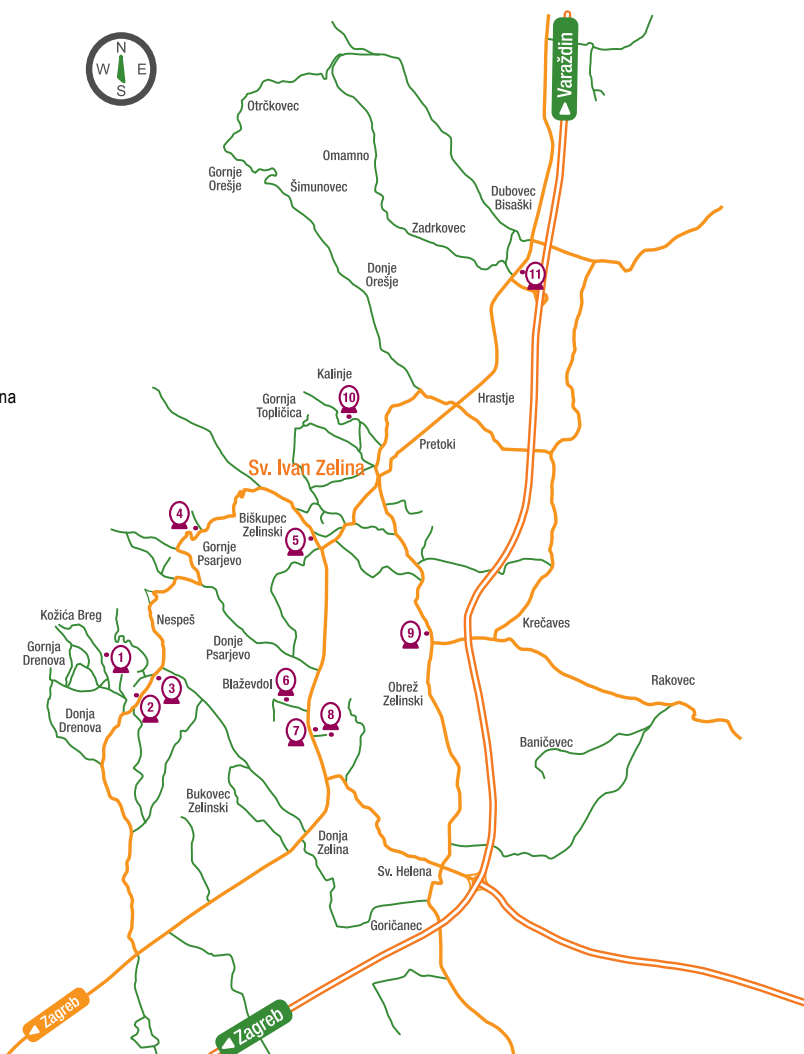 N
W E
S
Varaždin
Otrčkovec
Omamno
Gornje
Orešje
Šimunovec
Dubovec
Bisaški
Zadrkovec
Donje
Orešje
11
Kalinje
na
10
Gornja
Topličica
Hrastje
Pretoki
Sv. Ivan Zelina
4
Biškupec
Zelinski
5
Gornje
Psarjevo
Kožića Breg
Nespeš
Krečaves
9
Gornja
Drenova
1
Donje
Psarjevo
3
Blaževdol
6
Obrež
Zelinski
Rakovec
2
Donja
Drenova
7
8
Baničevec
Bukovec
Zelinski
Donja
Zelina
Sv. Helena
Goričanec
Zagreb
Zagreb